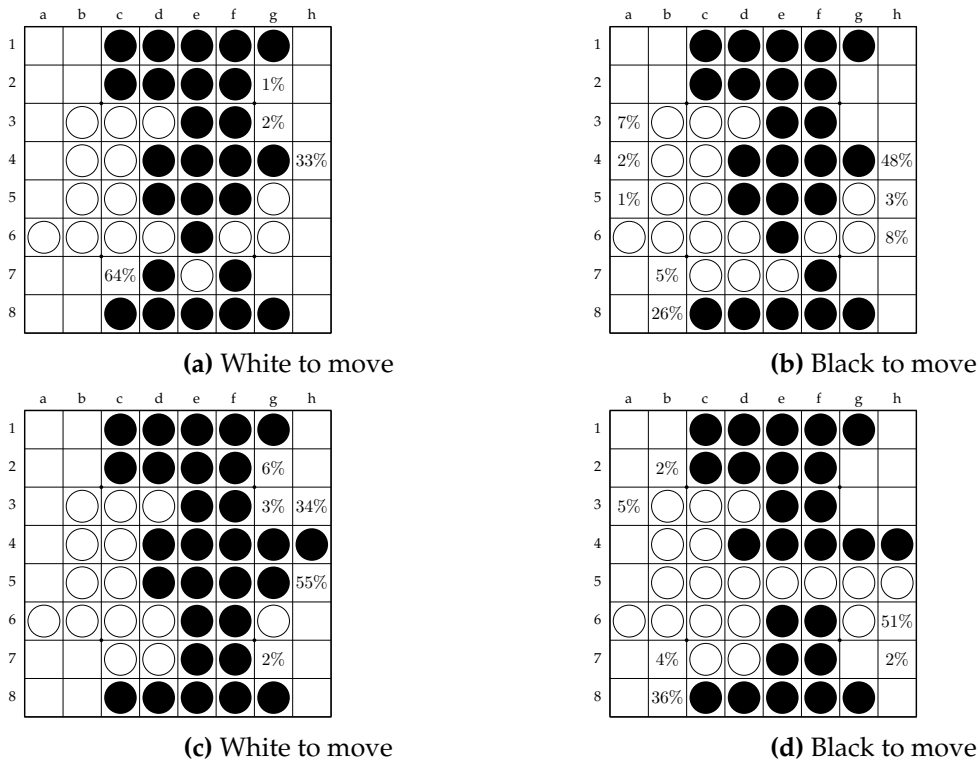 a b c d e f g h
1
2 1%
3 2%
4 33%
5
6
7 64%
8
(a) White to move
a b c d e f g h
1
2
3 7%
4 2% 48%
5 1% 3%
6 8%
7 5%
8 26%
(b) Black to move
a b c d e f g h
1
2 6%
3 3% 34%
4
5 55%
6
7 2%
8
(c) White to move
a b c d e f g h
1
2 2%
3 5%
4
5
6 51%
7 4% 2%
8 36%
(d) Black to move